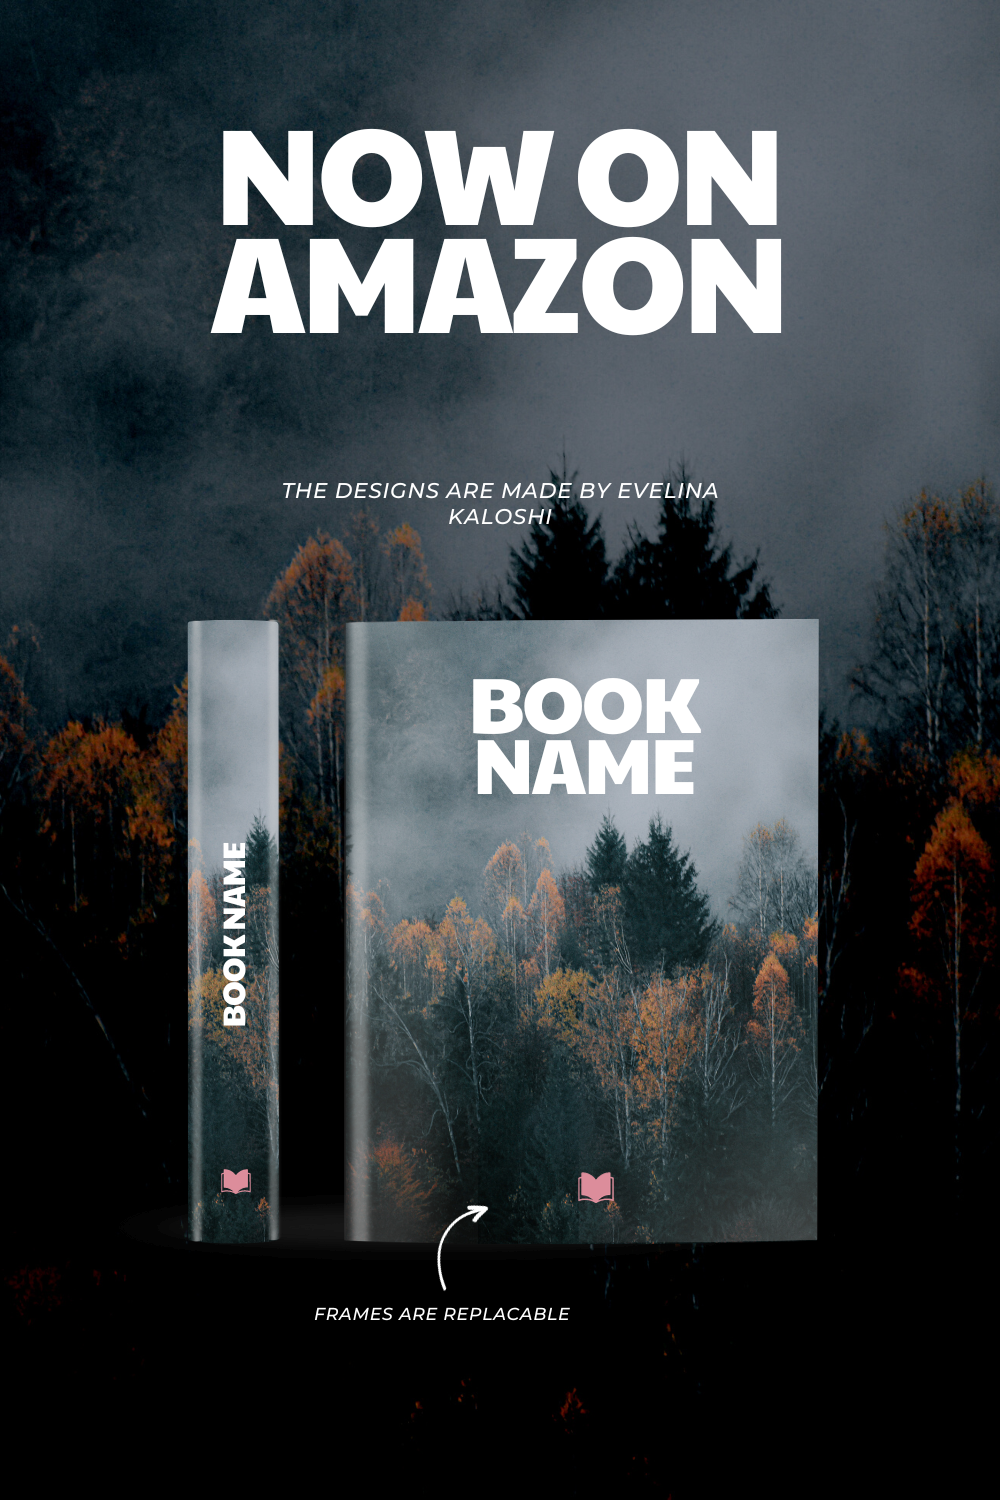 NOW ON
AMAZON
THE DESIGNS ARE MADE BY EVELINA
KALOSHI
BOOK
NAME
BOOK NAME
FRAMES ARE REPLACABLE